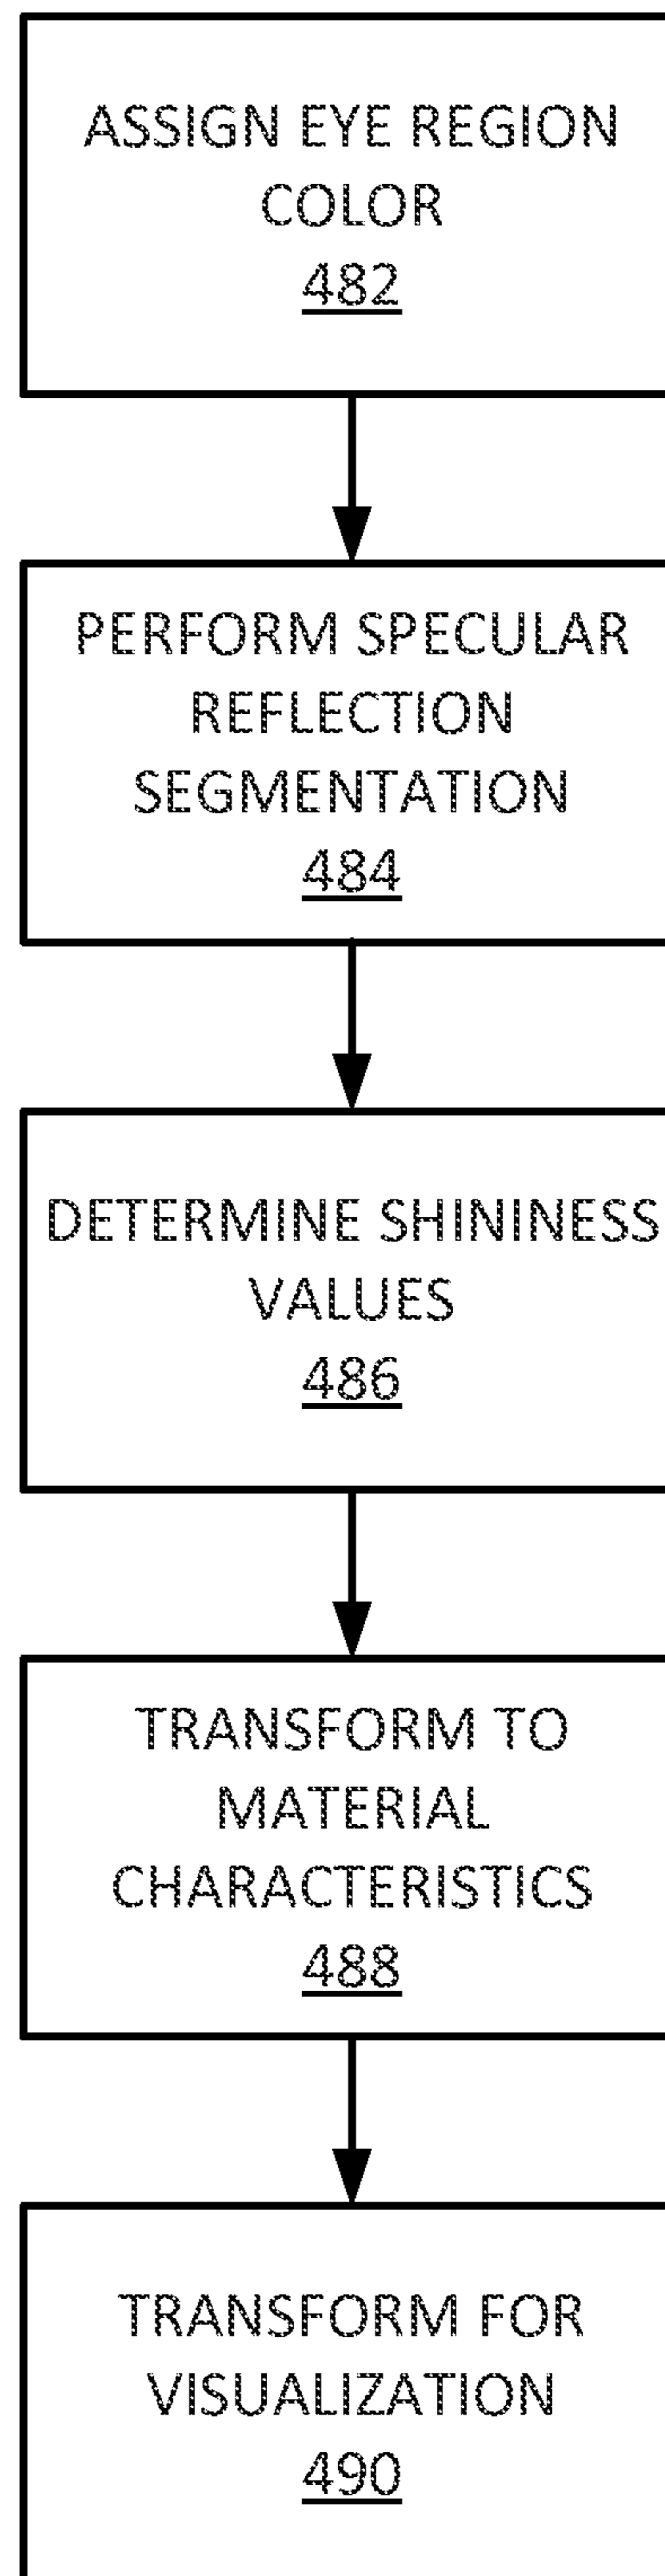 ASSIGN EYE REGION
COLOR
482
PERFORM SPECULAR
REFLECTION
SEGMENTATION
484
DETERMINE SHININESS
VALUES
486
TRANSFORM TO
MATERIAL
CHARACTERISTICS
488
TRANSFORM FOR
VISUALIZATION
490